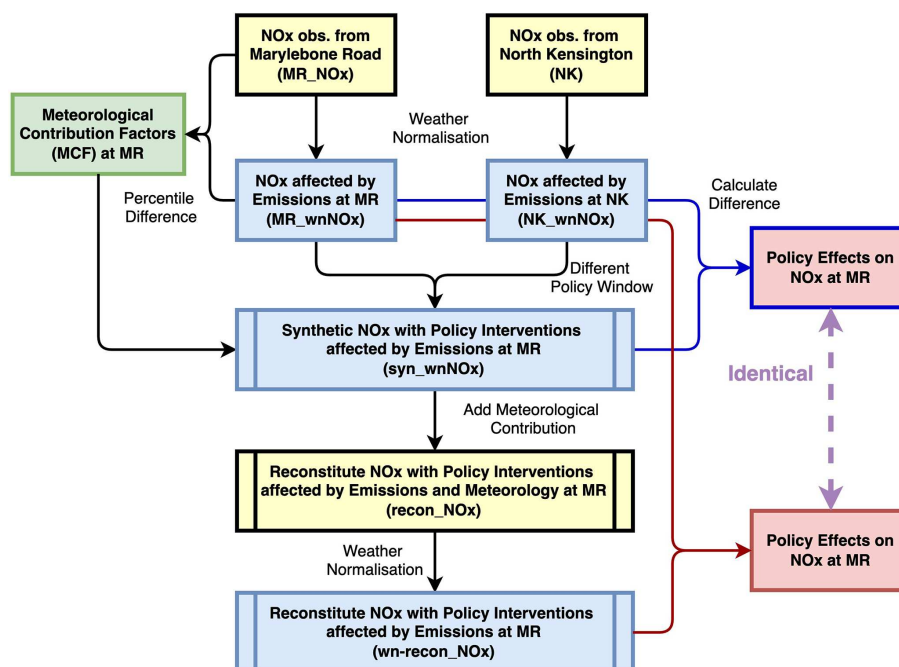 NOx obs. from
Marylebone Road
(MR_NOx)
NOx obs. from
North Kensington
(NK)
Meteorological
Contribution Factors
(MCF) at MR
Weather
Normalisation
Percentile
Difference
NOx affected by
Emissions at MR
(MR_wnNOx)
NOx affected by
Emissions at NK
(NK_wnNOx)
Calculate
Difference
Policy Effects on
NOx at MR
Different
Policy Window
Synthetic NOx with Policy Interventions
affected by Emissions at MR
(syn_wnNOx)
Identical
Add Meteorological
Contribution
Reconstitute NOx with Policy Interventions
affected by Emissions and Meteorology at MR
(recon_NOx)
Policy Effects on
NOx at MR
Weather
Normalisation
Reconstitute NOx with Policy Interventions
affected by Emissions at MR
(wn-recon_NOx)